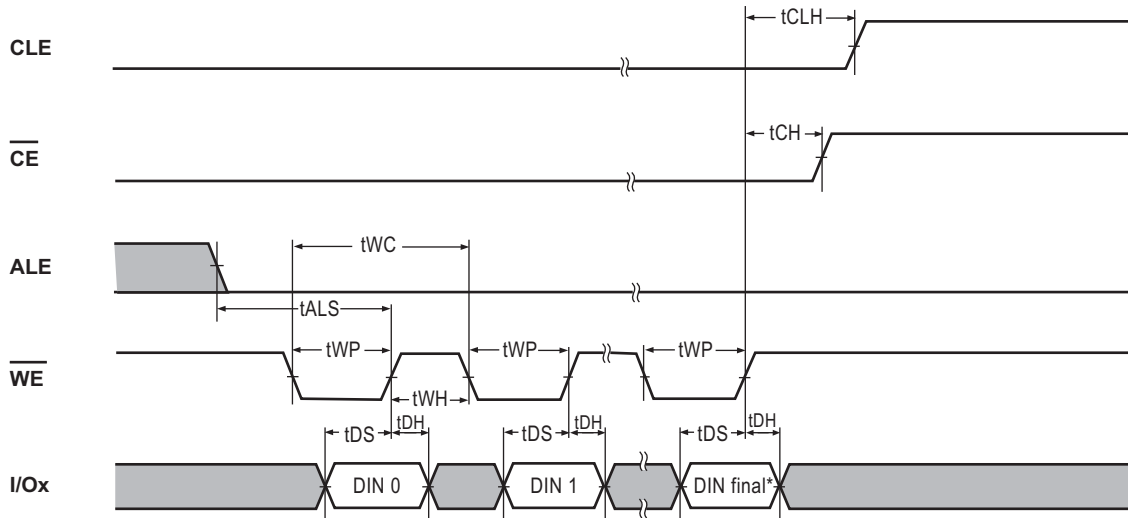 tCLH
CLE
tCH
CE
tWC
ALE
tALS
tWP tWP tWP
WE
tWH
tDS tDH tDS tDH tDS tDH
I/Ox DIN 0 DIN 1 DIN final*